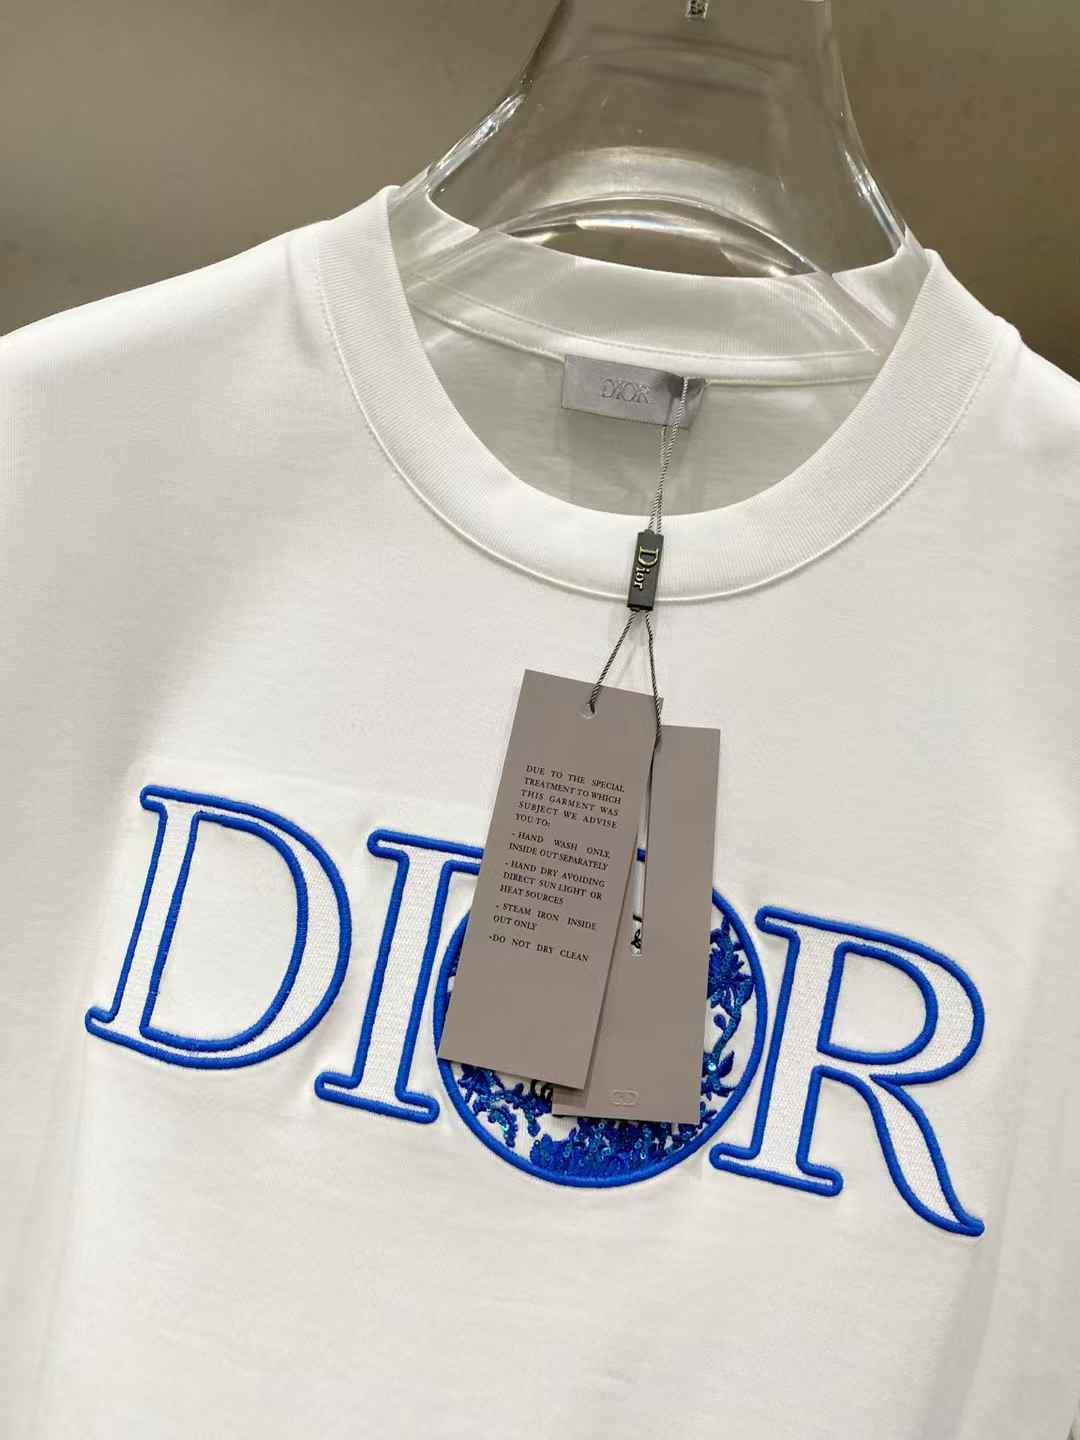 DIOR
Dior
DUE TO THE SPECIAL
TREATMENT TO WHICH
THIS GARMENT WAS
SUBJECT WE ADVISE
YOU TO:
- HAND WASH ONLY,
INSIDE OUT SEPARATELY
- HAND DRY AVOIDING
DIRECT SUN LIGHT OR
HEAT SOURCES
- STEAM IRON INSIDE
OUT ONLY
-DO NOT DRY CLEAN
DIOR
CD